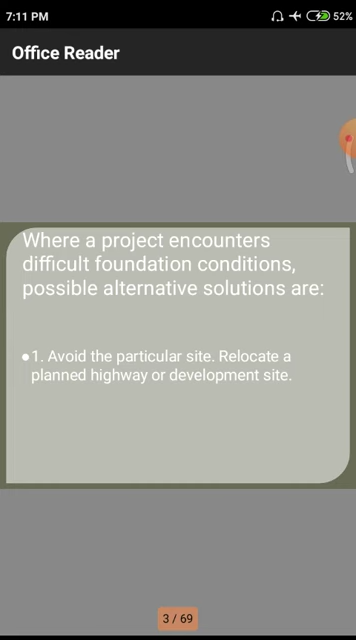 7:11 PM
52%
Office Reader
Where a project encounters
difficult foundation conditions,
possible alternative solutions are:
●1. Avoid the particular site. Relocate a
planned highway or development site.
3 / 69